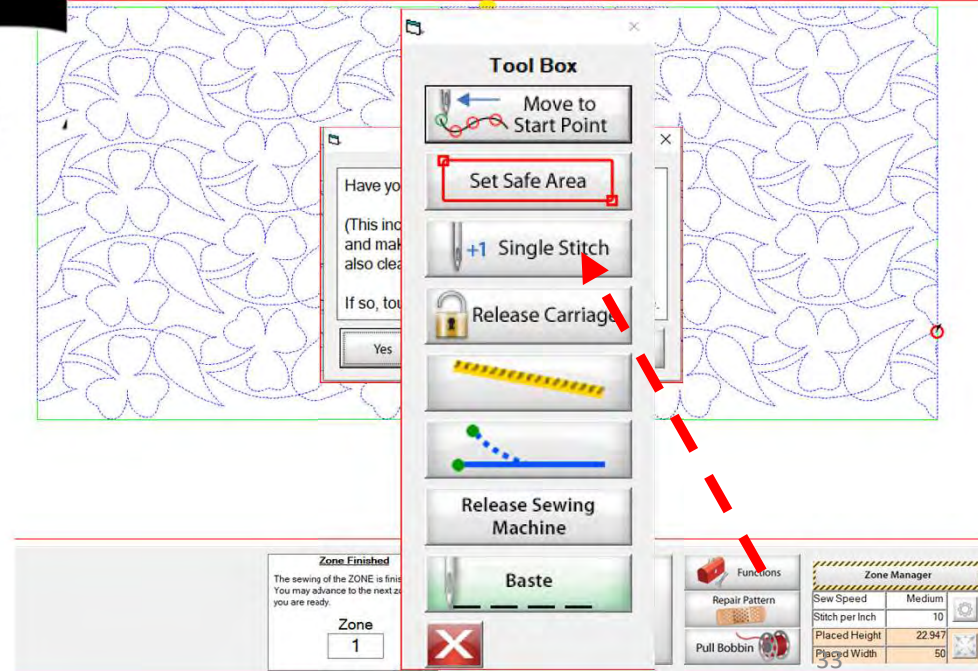 Tool Box
Move to
Start Point
Set Safe Area
+1 Single Stitch
Release Carriage
Release Sewing
Machine
Baste
Have yo
(This inc
and mak
also clea
If so, tou
Yes
Zone Finished
The sewing of the ZONE is finis
You may advance to the next zo
you are ready.
Zone
1
Functions
Repair Pattern
Pull Bobbin
Zone Manager
Sew Speed Medium
Stitch per Inch 10
Placed Height 22.947
Placed Width 50
33